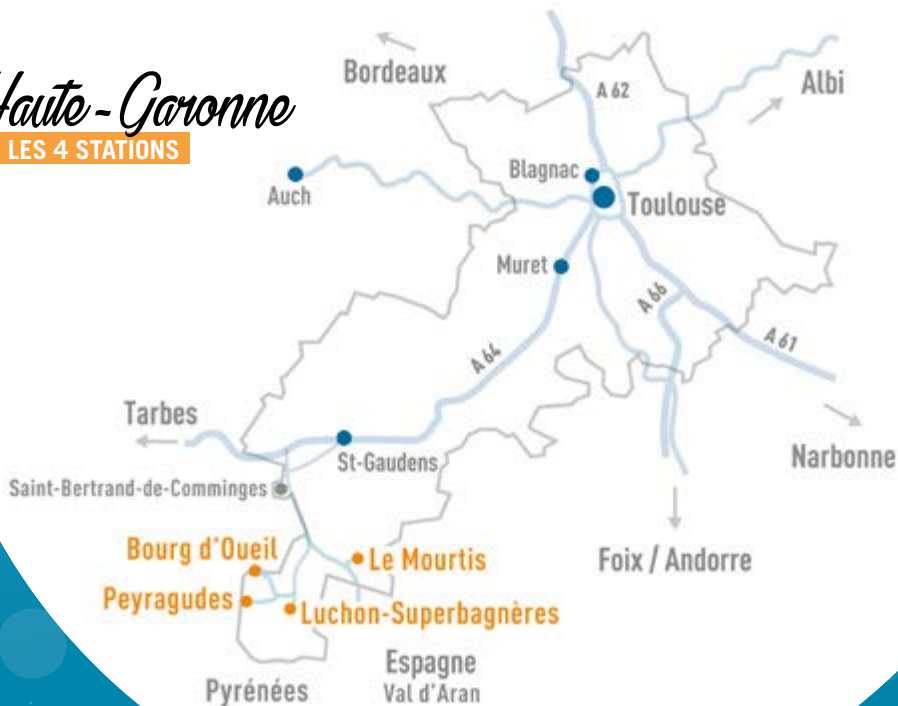 Haute-Garonne
LES 4 STATIONS
Bordeaux
A 62
Albi
Blagnac
Auch
Toulouse
Muret
A 66
A 61
A 64
Tarbes
St-Gaudens
Narbonne
Saint-Bertrand-de-Comminges
Bourg d'Oueil
Le Mourtis
Foix / Andorre
Peyragudes
Luchon-Superbagnères
Espagne
Val d'Aran
Pyrénées